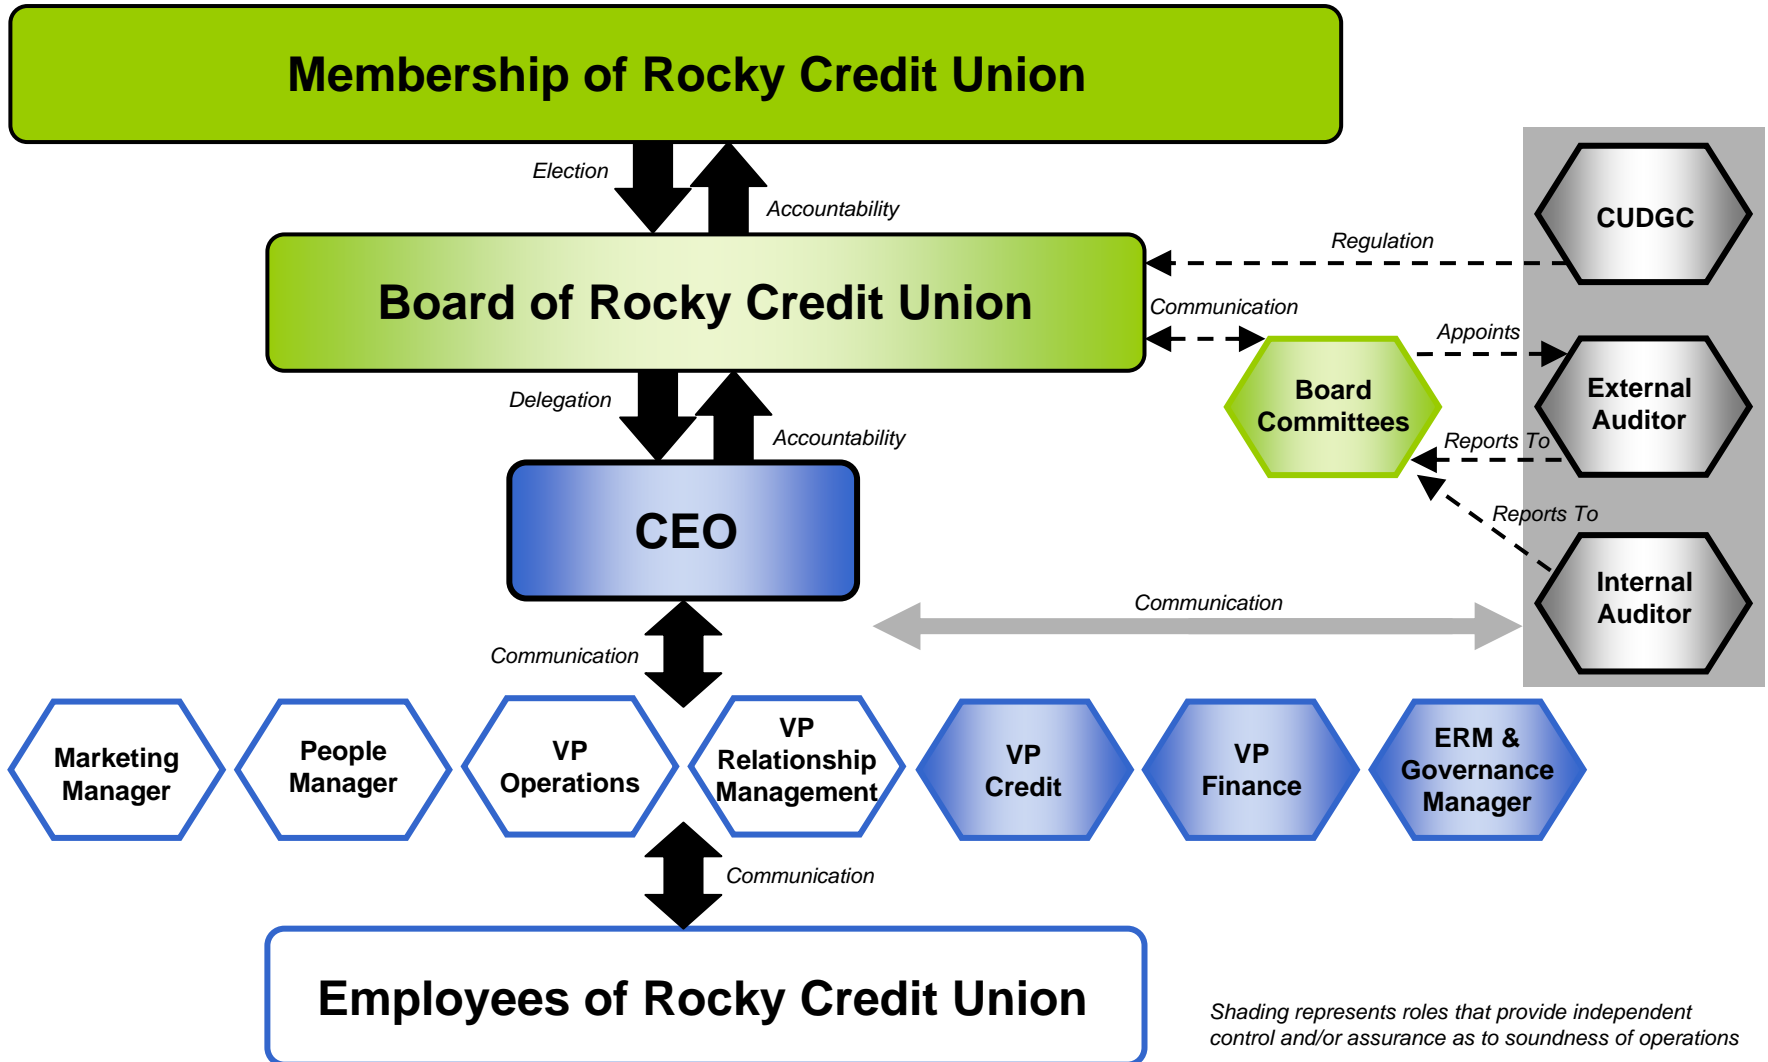 Membership of Rocky Credit Union
Election
Accountability
CUDGC
Regulation
Board of Rocky Credit Union
Communication
Appoints
Board
Committees
External
Auditor
Delegation
Accountability
Reports To
CEO
Reports To
Internal
Auditor
Communication
Communication
Marketing
Manager
People
Manager
VP
Operations
VP
Relationship
Management
VP
Credit
VP
Finance
ERM &
Governance
Manager
Communication
Employees of Rocky Credit Union
Shading represents roles that provide independent
control and/or assurance as to soundness of operations